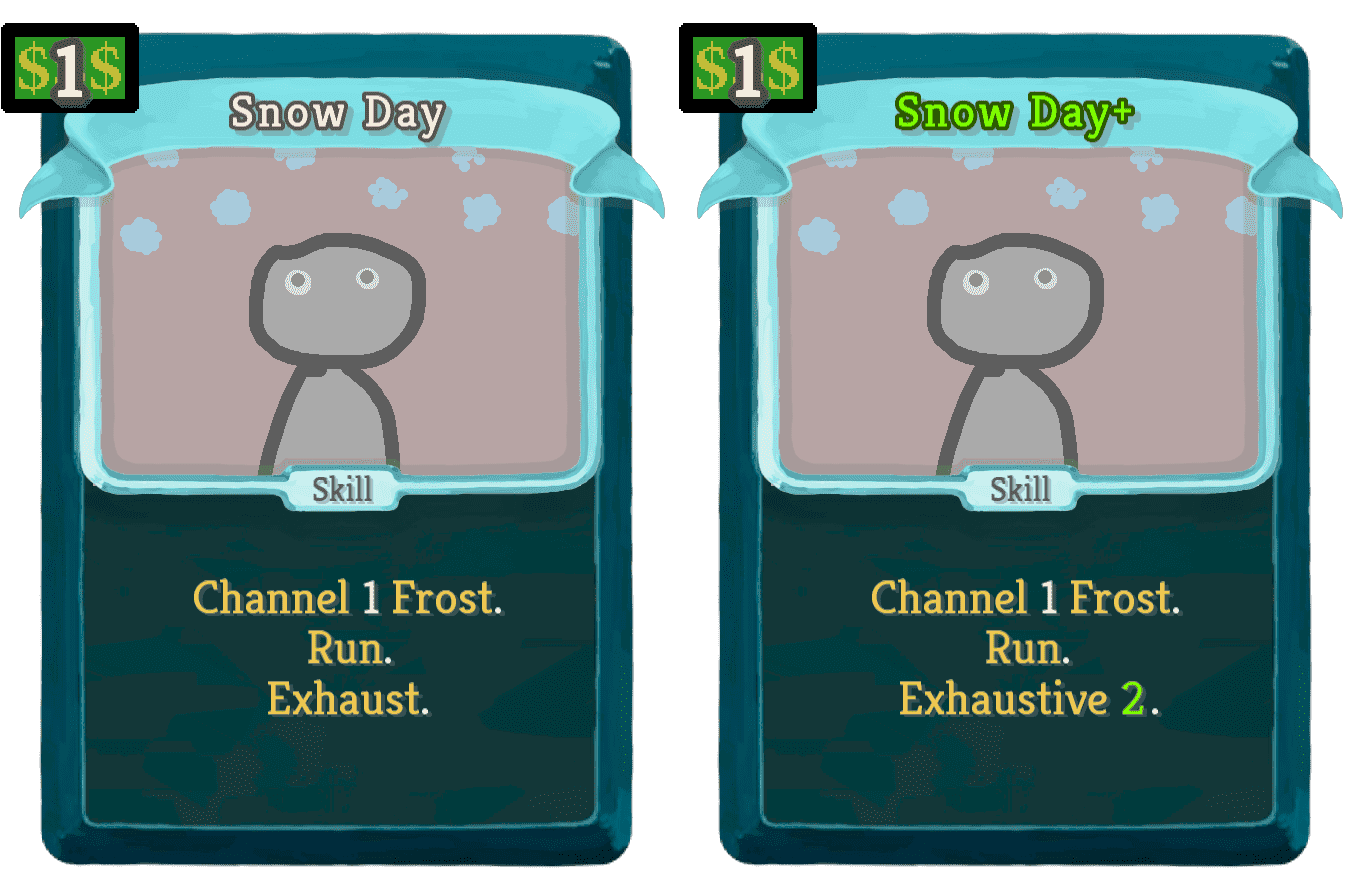 $1$
Snow Day
Skill
Channel 1 Frost.
Run.
Exhaust.
$1$
Snow Day+
Skill
Channel 1 Frost.
Run.
Exhaustive 2.